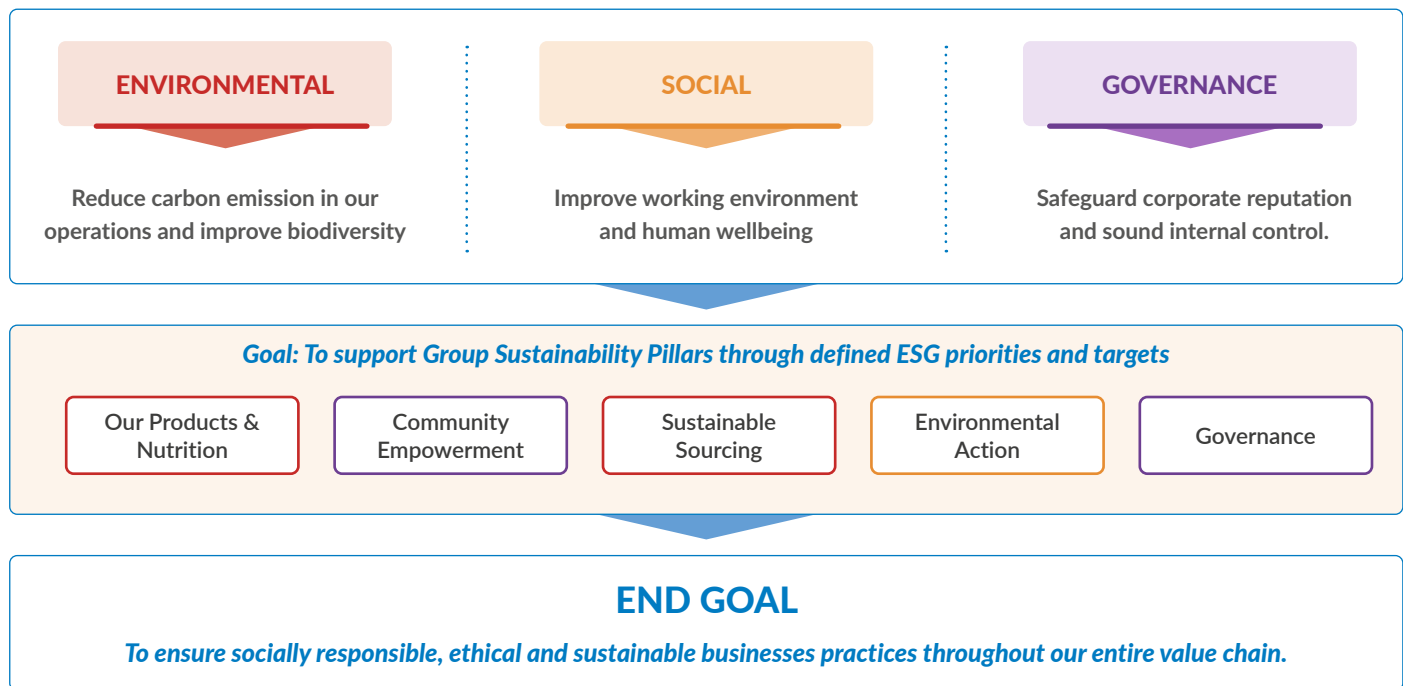 ENVIRONMENTAL
Reduce carbon emission in our
operations and improve biodiversity
SOCIAL
Improve working environment
and human wellbeing
GOVERNANCE
Safeguard corporate reputation
and sound internal control.
Goal: To support Group Sustainability Pillars through defined ESG priorities and targets
Our Products &
Nutrition
Community
Empowerment
Sustainable
Sourcing
Environmental
Action
Governance
END GOAL
To ensure socially responsible, ethical and sustainable businesses practices throughout our entire value chain.